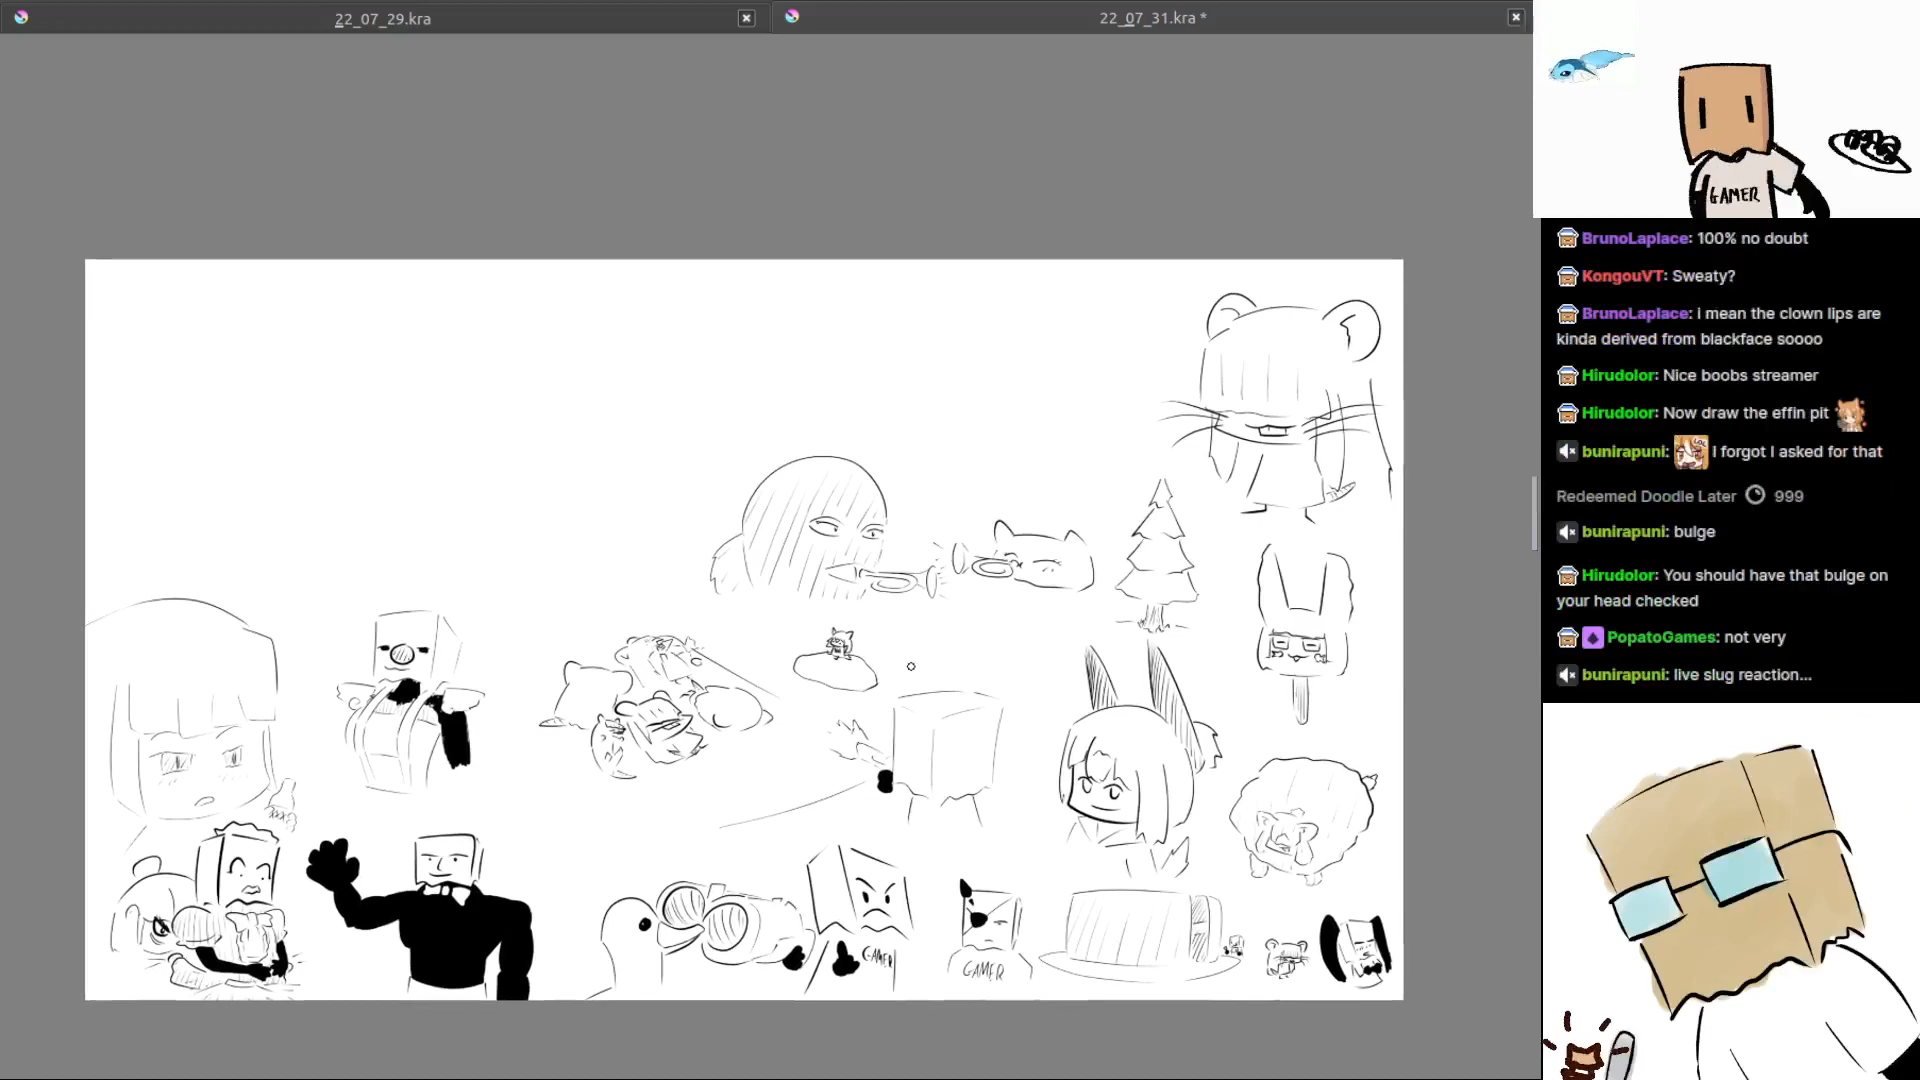 22_07_29.kra
22_07_31.kra *
GAMER
BrunoLaplace: 100% no doubt
KongouVT: Sweaty?
BrunoLaplace: i mean the clown lips are
kinda derived from blackface soooo
Hirudolor: Nice boobs streamer
Hirudolor: Now draw the effin pit
bunirapuni: I forgot I asked for that
Redeemed Doodle Later 999
bunirapuni: bulge
Hirudolor: You should have that bulge on
your head checked
PopatoGames: not very
bunirapuni: live slug reaction...
GAMER
GAMER